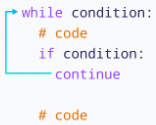 while condition:
    # code
    if condition:
        continue

    # code